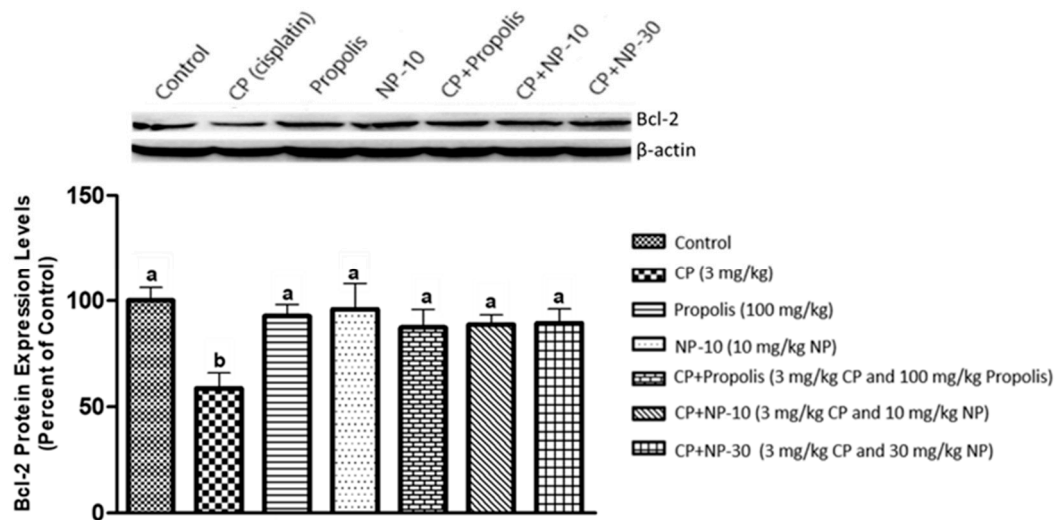 Control
CP (cisplatin)
Propolis
NP-10
CP+Propolis
CP+NP-10
CP+NP-30
Bcl-2
β-actin
Bcl-2 Protein Expression Levels
(Percent of Control)
150
100
50
0
a
b
a
a
a
a
a
Control
CP (3 mg/kg)
Propolis (100 mg/kg)
NP-10 (10 mg/kg NP)
CP+Propolis (3 mg/kg CP and 100 mg/kg Propolis)
CP+NP-10 (3 mg/kg CP and 10 mg/kg NP)
CP+NP-30 (3 mg/kg CP and 30 mg/kg NP)